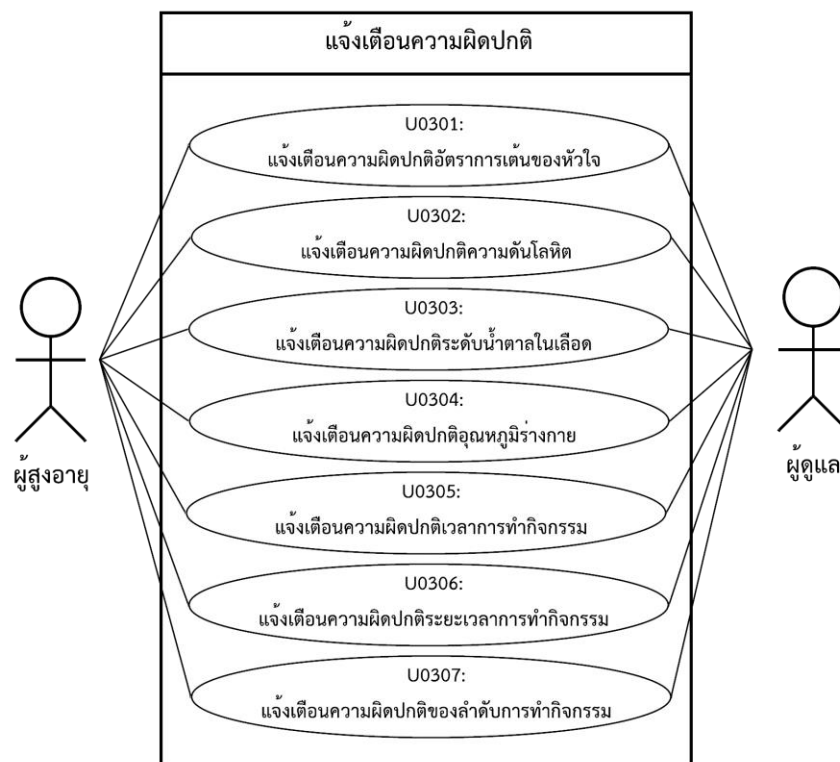 แจ้งเตือนความผิดปกติ
U0301:
แจ้งเตือนความผิดปกติอัตราการเต้นของหัวใจ
U0302:
แจ้งเตือนความผิดปกติความดันโลหิต
U0303:
แจ้งเตือนความผิดปกติระดับน้ำตาลในเลือด
U0304:
แจ้งเตือนความผิดปกติอุณหภูมิร่างกาย
U0305:
แจ้งเตือนความผิดปกติเวลาการทำกิจกรรม
U0306:
แจ้งเตือนความผิดปกติระยะเวลาการทำกิจกรรม
U0307:
แจ้งเตือนความผิดปกติของลำดับการทำกิจกรรม
ผู้สูงอายุ
ผู้ดูแล